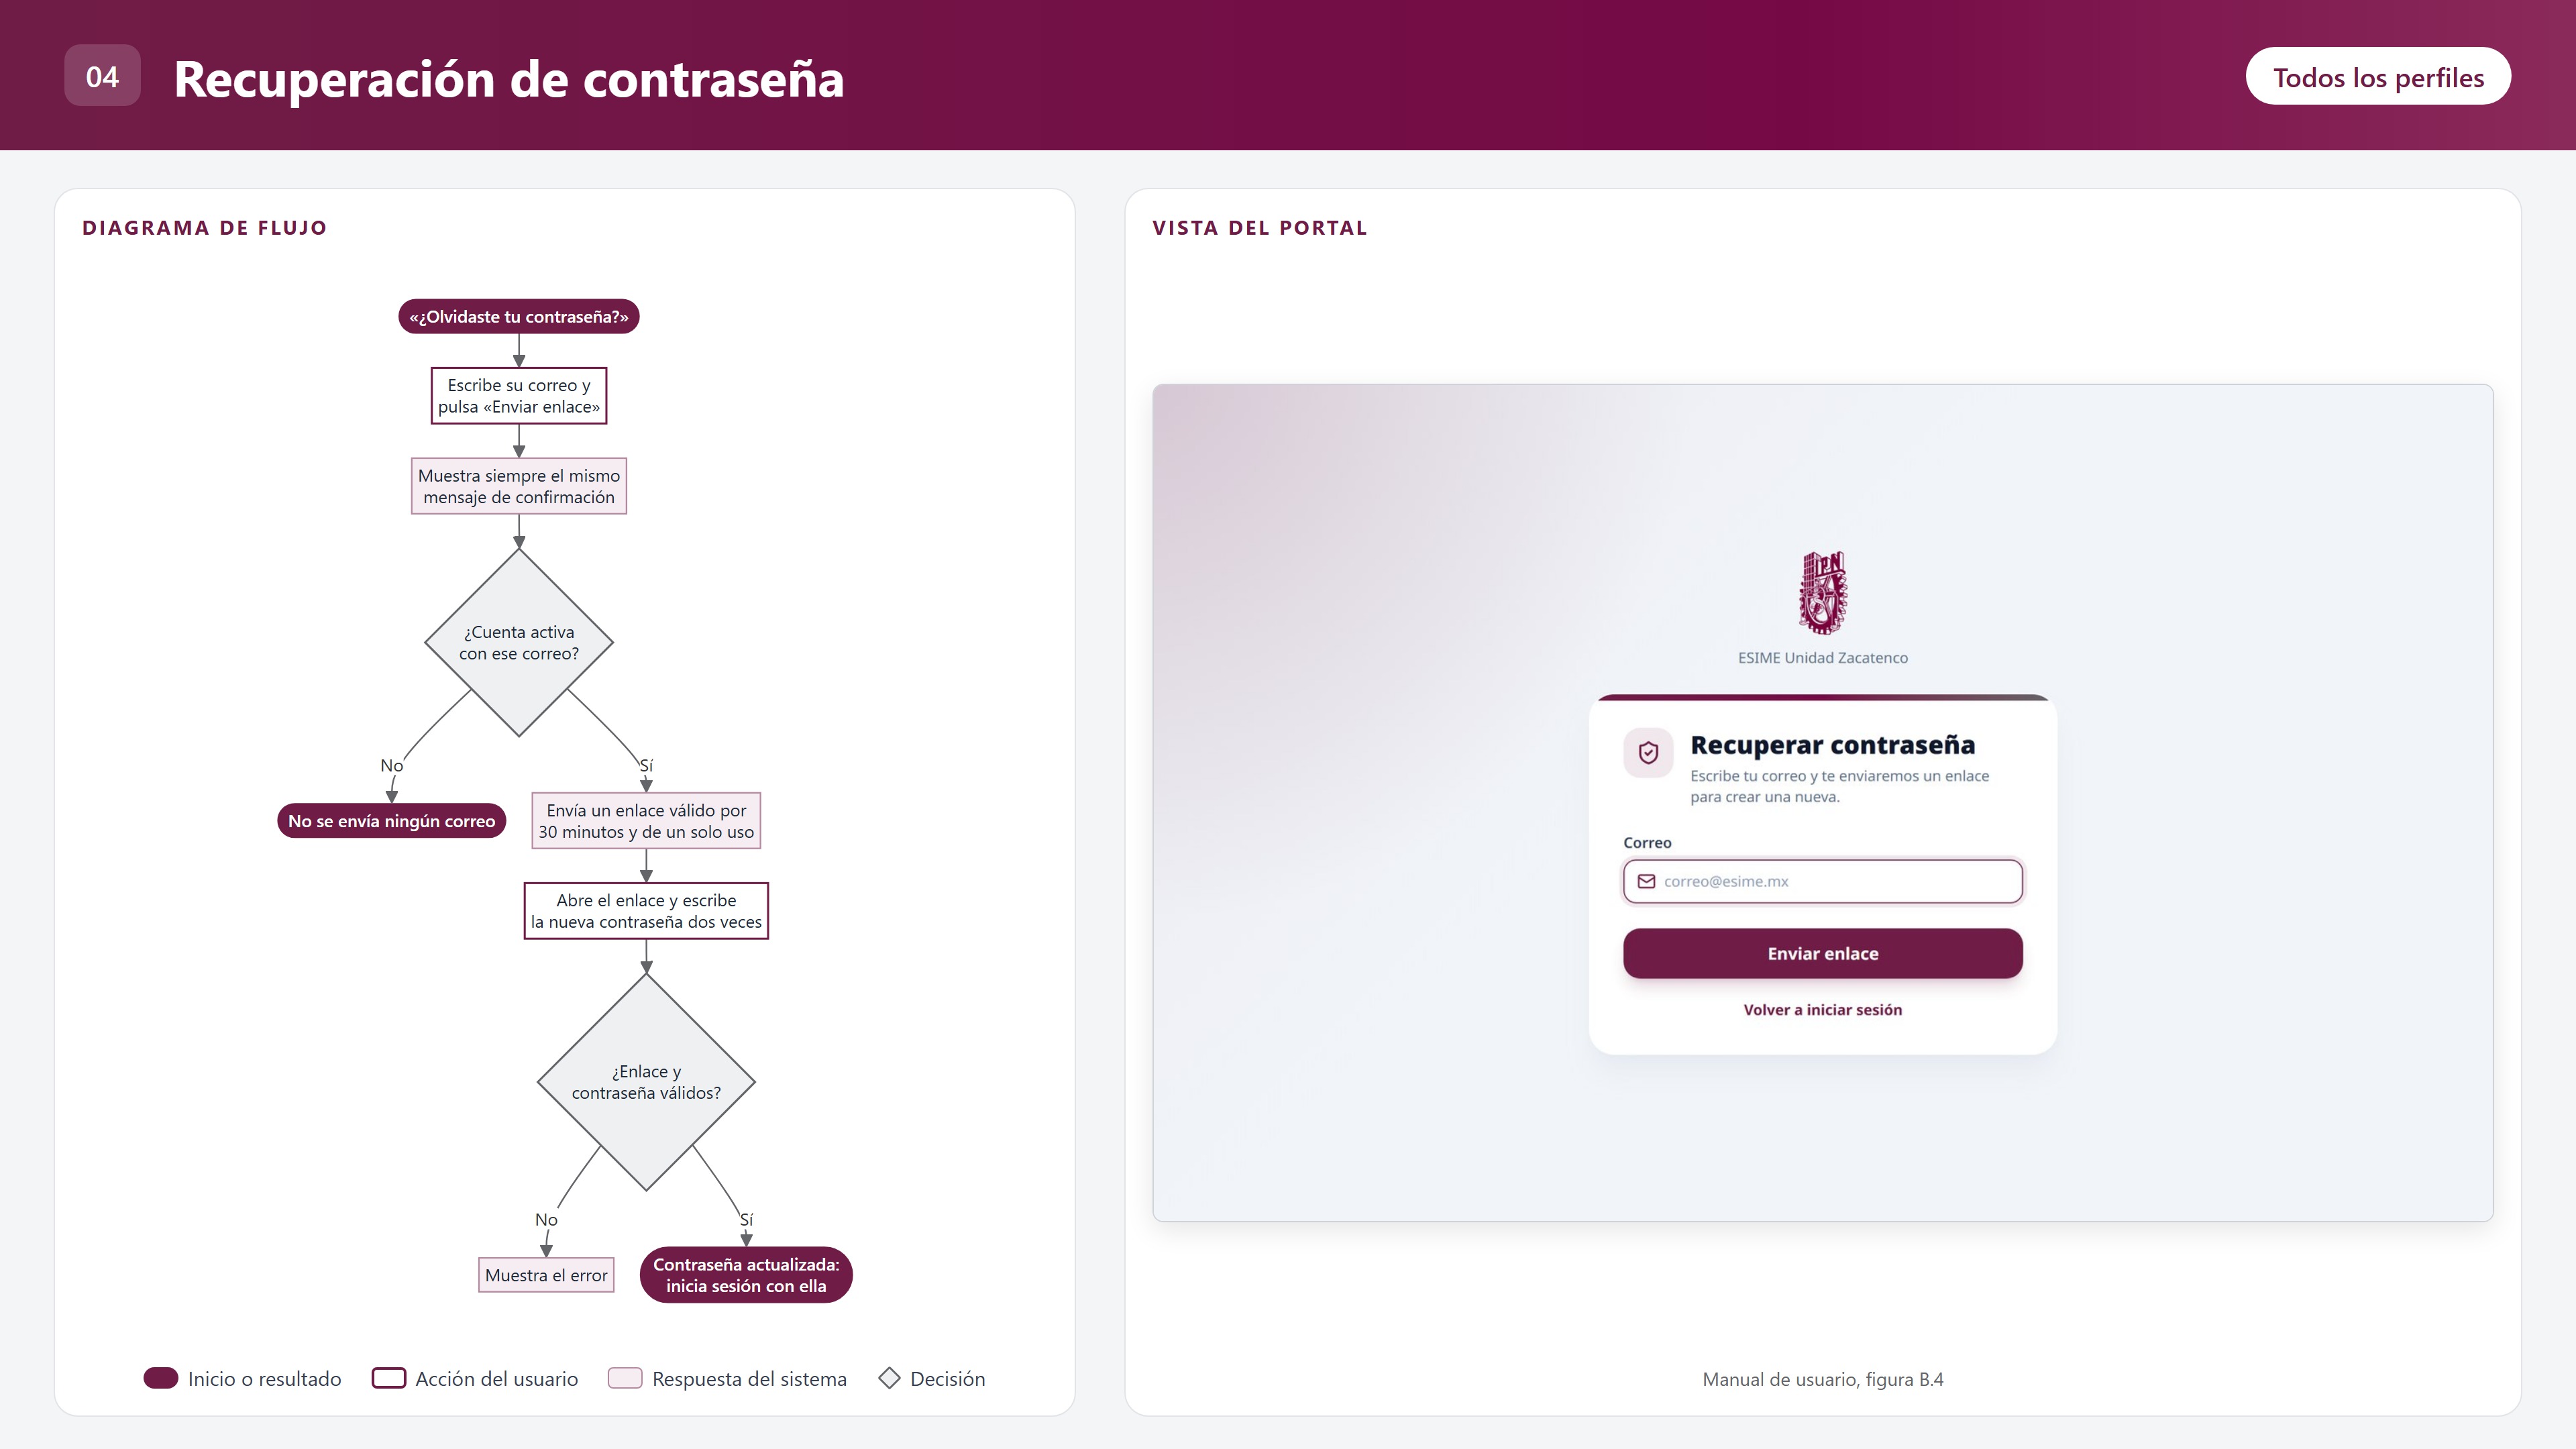 04
Recuperación de contraseña
Todos los perfiles
DIAGRAMA DE FLUJO
«¿Olvidaste tu contraseña?»
Escribe su correo y
pulsa «Enviar enlace»
Muestra siempre el mismo
mensaje de confirmación
¿Cuenta activa
con ese correo?
No
Sí
No se envía ningún correo
Envía un enlace válido por
30 minutos y de un solo uso
Abre el enlace y escribe
la nueva contraseña dos veces
¿Enlace y
contraseña válidos?
No
Sí
Muestra el error
Contraseña actualizada:
inicia sesión con ella
Inicio o resultado
Acción del usuario
Respuesta del sistema
Decisión
VISTA DEL PORTAL
IPN
ESIME Unidad Zacatenco
Recuperar contraseña
Escribe tu correo y te enviaremos un enlace
para crear una nueva.
Correo
correo@esime.mx
Enviar enlace
Volver a iniciar sesión
Manual de usuario, figura B.4